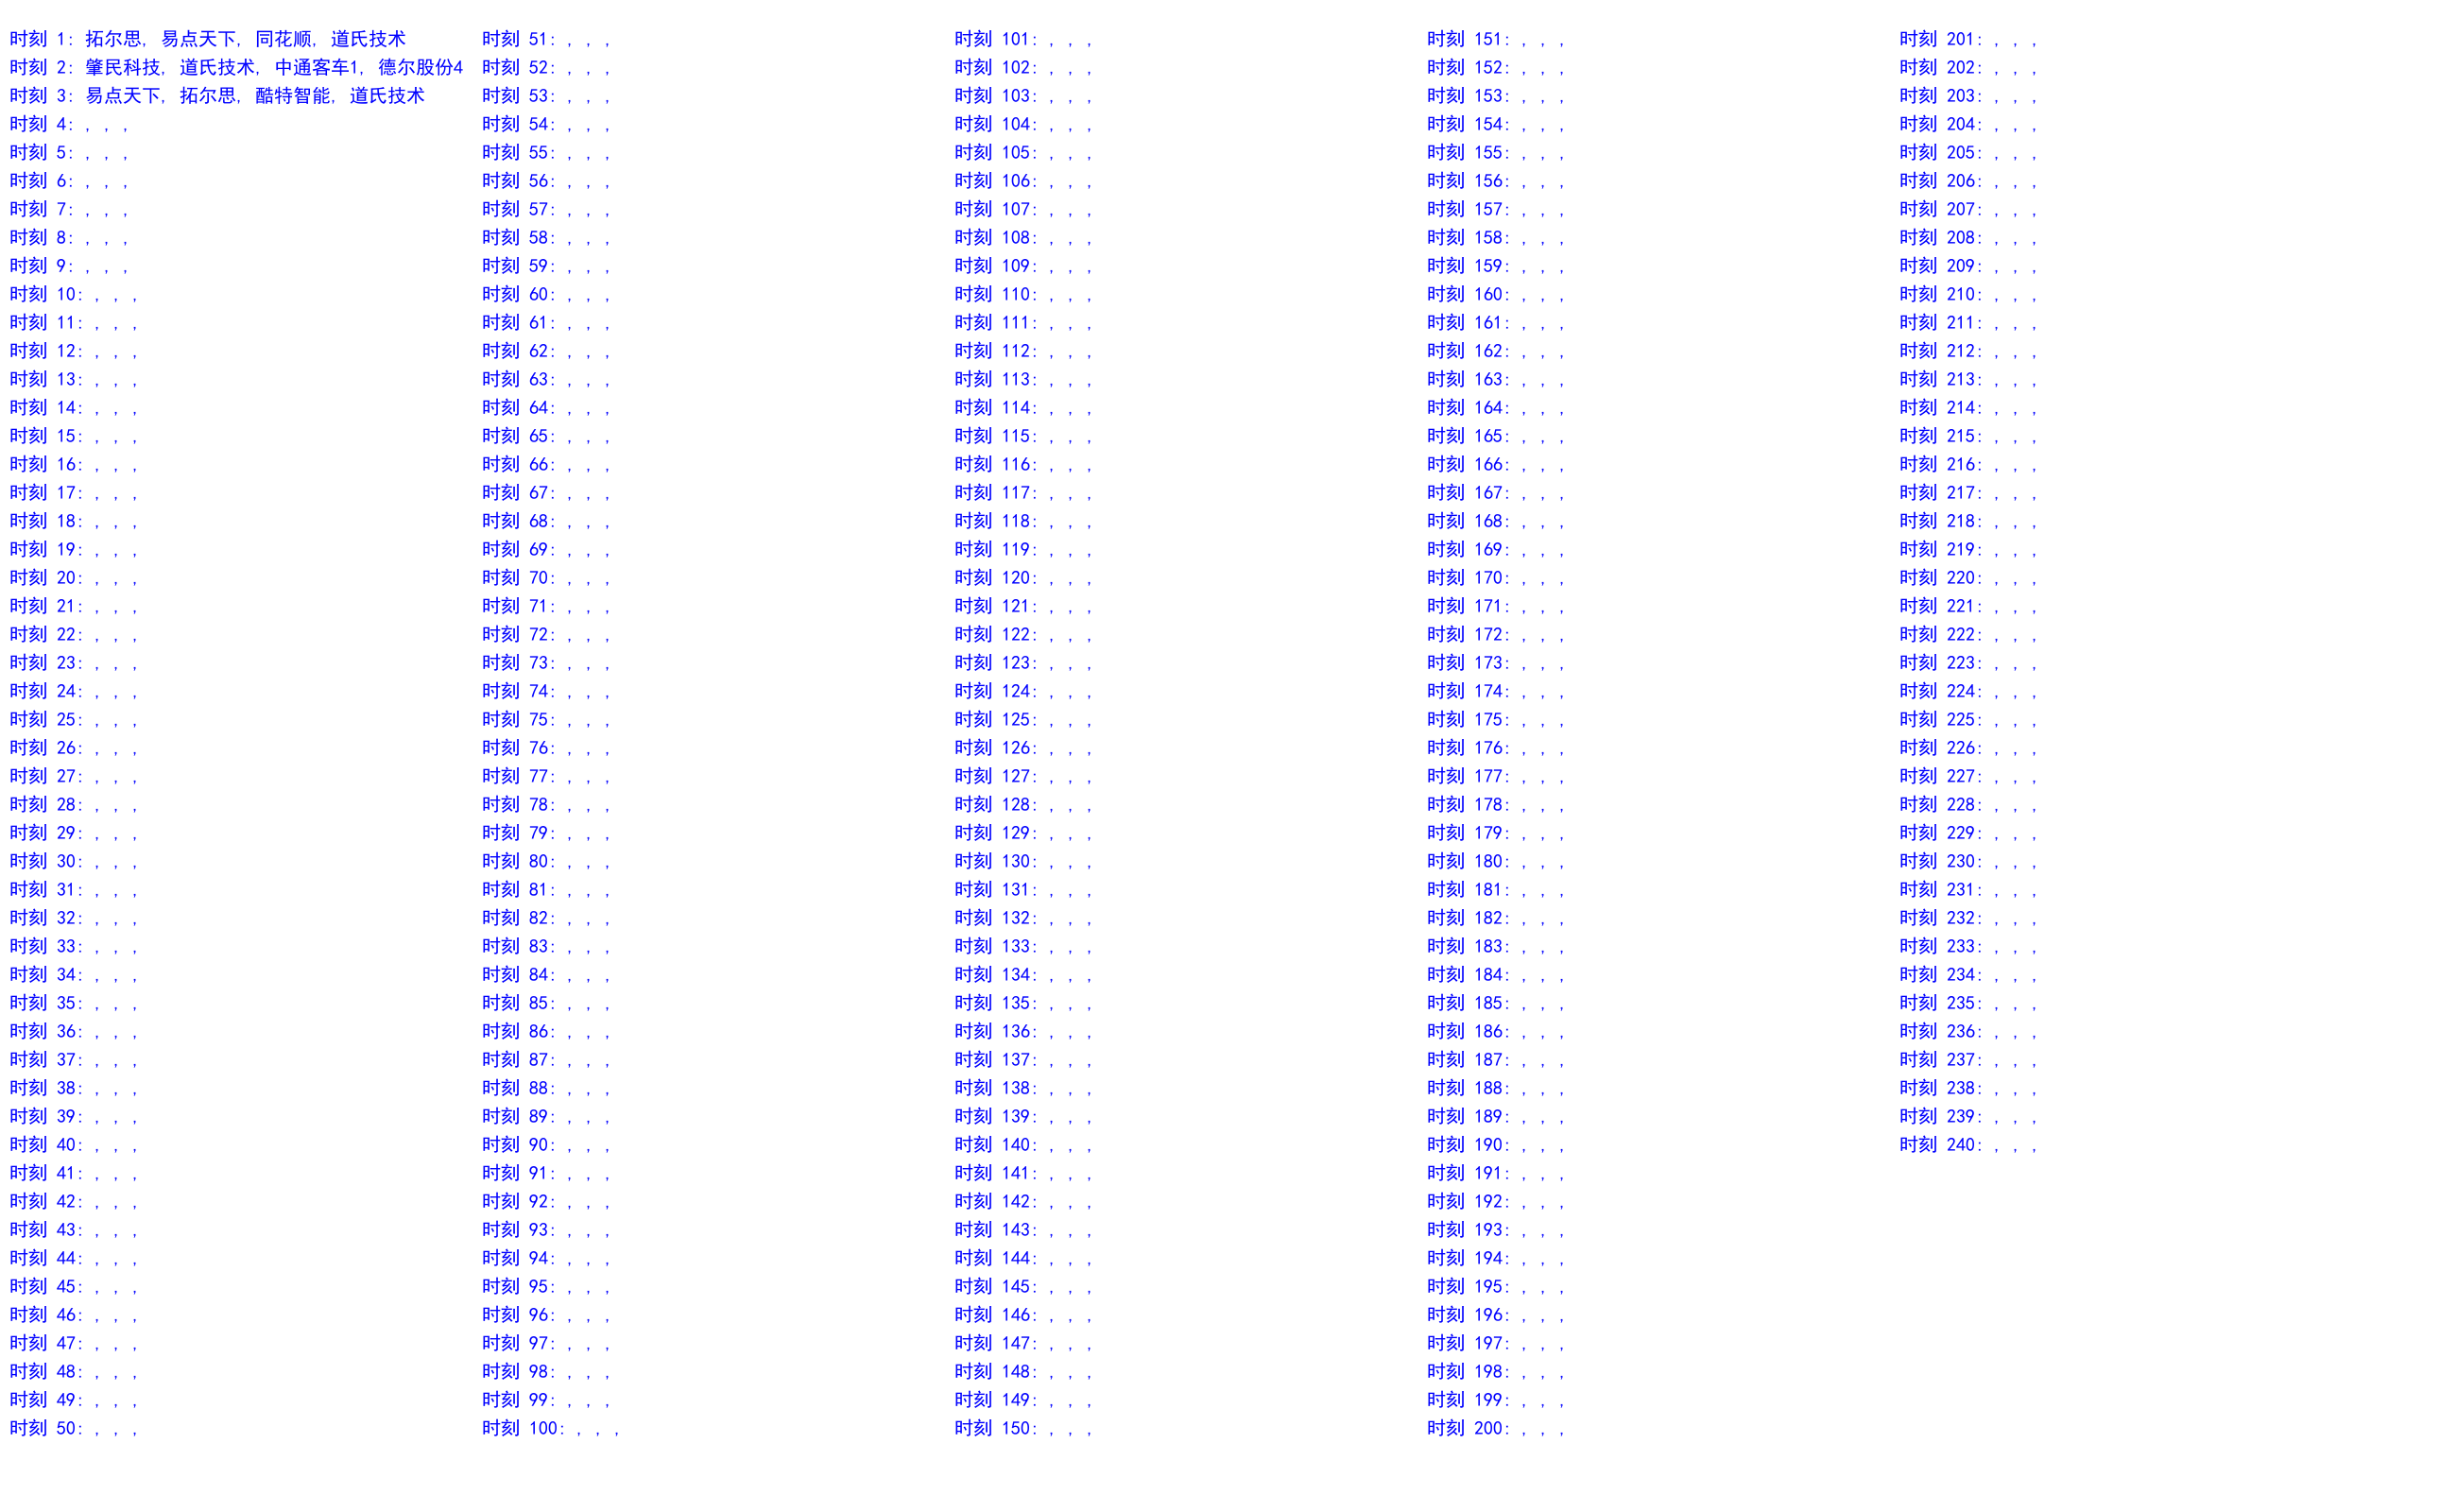 时刻 1: 拓尔思, 易点天下, 同花顺, 道氏技术
时刻 2: 肇民科技, 道氏技术, 中通客车1, 德尔股份4
时刻 3: 易点天下, 拓尔思, 酷特智能, 道氏技术
时刻 4: , , ,
时刻 5: , , ,
时刻 6: , , ,
时刻 7: , , ,
时刻 8: , , ,
时刻 9: , , ,
时刻 10: , , ,
时刻 11: , , ,
时刻 12: , , ,
时刻 13: , , ,
时刻 14: , , ,
时刻 15: , , ,
时刻 16: , , ,
时刻 17: , , ,
时刻 18: , , ,
时刻 19: , , ,
时刻 20: , , ,
时刻 21: , , ,
时刻 22: , , ,
时刻 23: , , ,
时刻 24: , , ,
时刻 25: , , ,
时刻 26: , , ,
时刻 27: , , ,
时刻 28: , , ,
时刻 29: , , ,
时刻 30: , , ,
时刻 31: , , ,
时刻 32: , , ,
时刻 33: , , ,
时刻 34: , , ,
时刻 35: , , ,
时刻 36: , , ,
时刻 37: , , ,
时刻 38: , , ,
时刻 39: , , ,
时刻 40: , , ,
时刻 41: , , ,
时刻 42: , , ,
时刻 43: , , ,
时刻 44: , , ,
时刻 45: , , ,
时刻 46: , , ,
时刻 47: , , ,
时刻 48: , , ,
时刻 49: , , ,
时刻 50: , , ,
时刻 51: , , ,
时刻 52: , , ,
时刻 53: , , ,
时刻 54: , , ,
时刻 55: , , ,
时刻 56: , , ,
时刻 57: , , ,
时刻 58: , , ,
时刻 59: , , ,
时刻 60: , , ,
时刻 61: , , ,
时刻 62: , , ,
时刻 63: , , ,
时刻 64: , , ,
时刻 65: , , ,
时刻 66: , , ,
时刻 67: , , ,
时刻 68: , , ,
时刻 69: , , ,
时刻 70: , , ,
时刻 71: , , ,
时刻 72: , , ,
时刻 73: , , ,
时刻 74: , , ,
时刻 75: , , ,
时刻 76: , , ,
时刻 77: , , ,
时刻 78: , , ,
时刻 79: , , ,
时刻 80: , , ,
时刻 81: , , ,
时刻 82: , , ,
时刻 83: , , ,
时刻 84: , , ,
时刻 85: , , ,
时刻 86: , , ,
时刻 87: , , ,
时刻 88: , , ,
时刻 89: , , ,
时刻 90: , , ,
时刻 91: , , ,
时刻 92: , , ,
时刻 93: , , ,
时刻 94: , , ,
时刻 95: , , ,
时刻 96: , , ,
时刻 97: , , ,
时刻 98: , , ,
时刻 99: , , ,
时刻 100: , , ,
时刻 101: , , ,
时刻 102: , , ,
时刻 103: , , ,
时刻 104: , , ,
时刻 105: , , ,
时刻 106: , , ,
时刻 107: , , ,
时刻 108: , , ,
时刻 109: , , ,
时刻 110: , , ,
时刻 111: , , ,
时刻 112: , , ,
时刻 113: , , ,
时刻 114: , , ,
时刻 115: , , ,
时刻 116: , , ,
时刻 117: , , ,
时刻 118: , , ,
时刻 119: , , ,
时刻 120: , , ,
时刻 121: , , ,
时刻 122: , , ,
时刻 123: , , ,
时刻 124: , , ,
时刻 125: , , ,
时刻 126: , , ,
时刻 127: , , ,
时刻 128: , , ,
时刻 129: , , ,
时刻 130: , , ,
时刻 131: , , ,
时刻 132: , , ,
时刻 133: , , ,
时刻 134: , , ,
时刻 135: , , ,
时刻 136: , , ,
时刻 137: , , ,
时刻 138: , , ,
时刻 139: , , ,
时刻 140: , , ,
时刻 141: , , ,
时刻 142: , , ,
时刻 143: , , ,
时刻 144: , , ,
时刻 145: , , ,
时刻 146: , , ,
时刻 147: , , ,
时刻 148: , , ,
时刻 149: , , ,
时刻 150: , , ,
时刻 151: , , ,
时刻 152: , , ,
时刻 153: , , ,
时刻 154: , , ,
时刻 155: , , ,
时刻 156: , , ,
时刻 157: , , ,
时刻 158: , , ,
时刻 159: , , ,
时刻 160: , , ,
时刻 161: , , ,
时刻 162: , , ,
时刻 163: , , ,
时刻 164: , , ,
时刻 165: , , ,
时刻 166: , , ,
时刻 167: , , ,
时刻 168: , , ,
时刻 169: , , ,
时刻 170: , , ,
时刻 171: , , ,
时刻 172: , , ,
时刻 173: , , ,
时刻 174: , , ,
时刻 175: , , ,
时刻 176: , , ,
时刻 177: , , ,
时刻 178: , , ,
时刻 179: , , ,
时刻 180: , , ,
时刻 181: , , ,
时刻 182: , , ,
时刻 183: , , ,
时刻 184: , , ,
时刻 185: , , ,
时刻 186: , , ,
时刻 187: , , ,
时刻 188: , , ,
时刻 189: , , ,
时刻 190: , , ,
时刻 191: , , ,
时刻 192: , , ,
时刻 193: , , ,
时刻 194: , , ,
时刻 195: , , ,
时刻 196: , , ,
时刻 197: , , ,
时刻 198: , , ,
时刻 199: , , ,
时刻 200: , , ,
时刻 201: , , ,
时刻 202: , , ,
时刻 203: , , ,
时刻 204: , , ,
时刻 205: , , ,
时刻 206: , , ,
时刻 207: , , ,
时刻 208: , , ,
时刻 209: , , ,
时刻 210: , , ,
时刻 211: , , ,
时刻 212: , , ,
时刻 213: , , ,
时刻 214: , , ,
时刻 215: , , ,
时刻 216: , , ,
时刻 217: , , ,
时刻 218: , , ,
时刻 219: , , ,
时刻 220: , , ,
时刻 221: , , ,
时刻 222: , , ,
时刻 223: , , ,
时刻 224: , , ,
时刻 225: , , ,
时刻 226: , , ,
时刻 227: , , ,
时刻 228: , , ,
时刻 229: , , ,
时刻 230: , , ,
时刻 231: , , ,
时刻 232: , , ,
时刻 233: , , ,
时刻 234: , , ,
时刻 235: , , ,
时刻 236: , , ,
时刻 237: , , ,
时刻 238: , , ,
时刻 239: , , ,
时刻 240: , , ,